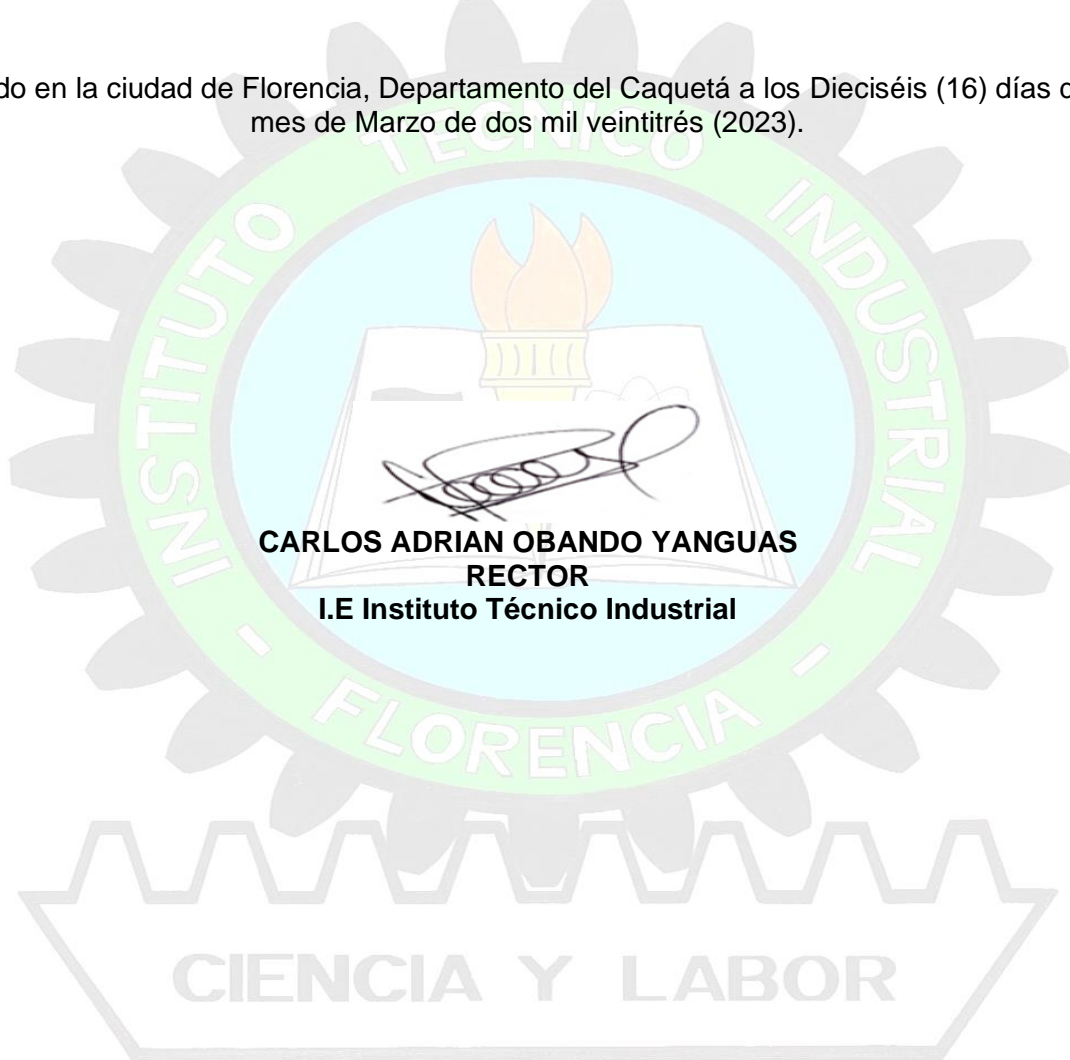 do en la ciudad de Florencia, Departamento del Caquetá a los Dieciséis (16) días d
mes de Marzo de dos mil veintitrés (2023).
TECNICO
INSTITUTO
INDUSTRIAL
CARLOS ADRIAN OBANDO YANGUAS
RECTOR
I.E Instituto Técnico Industrial
- FLORENCIA -
CIENCIA Y LABOR